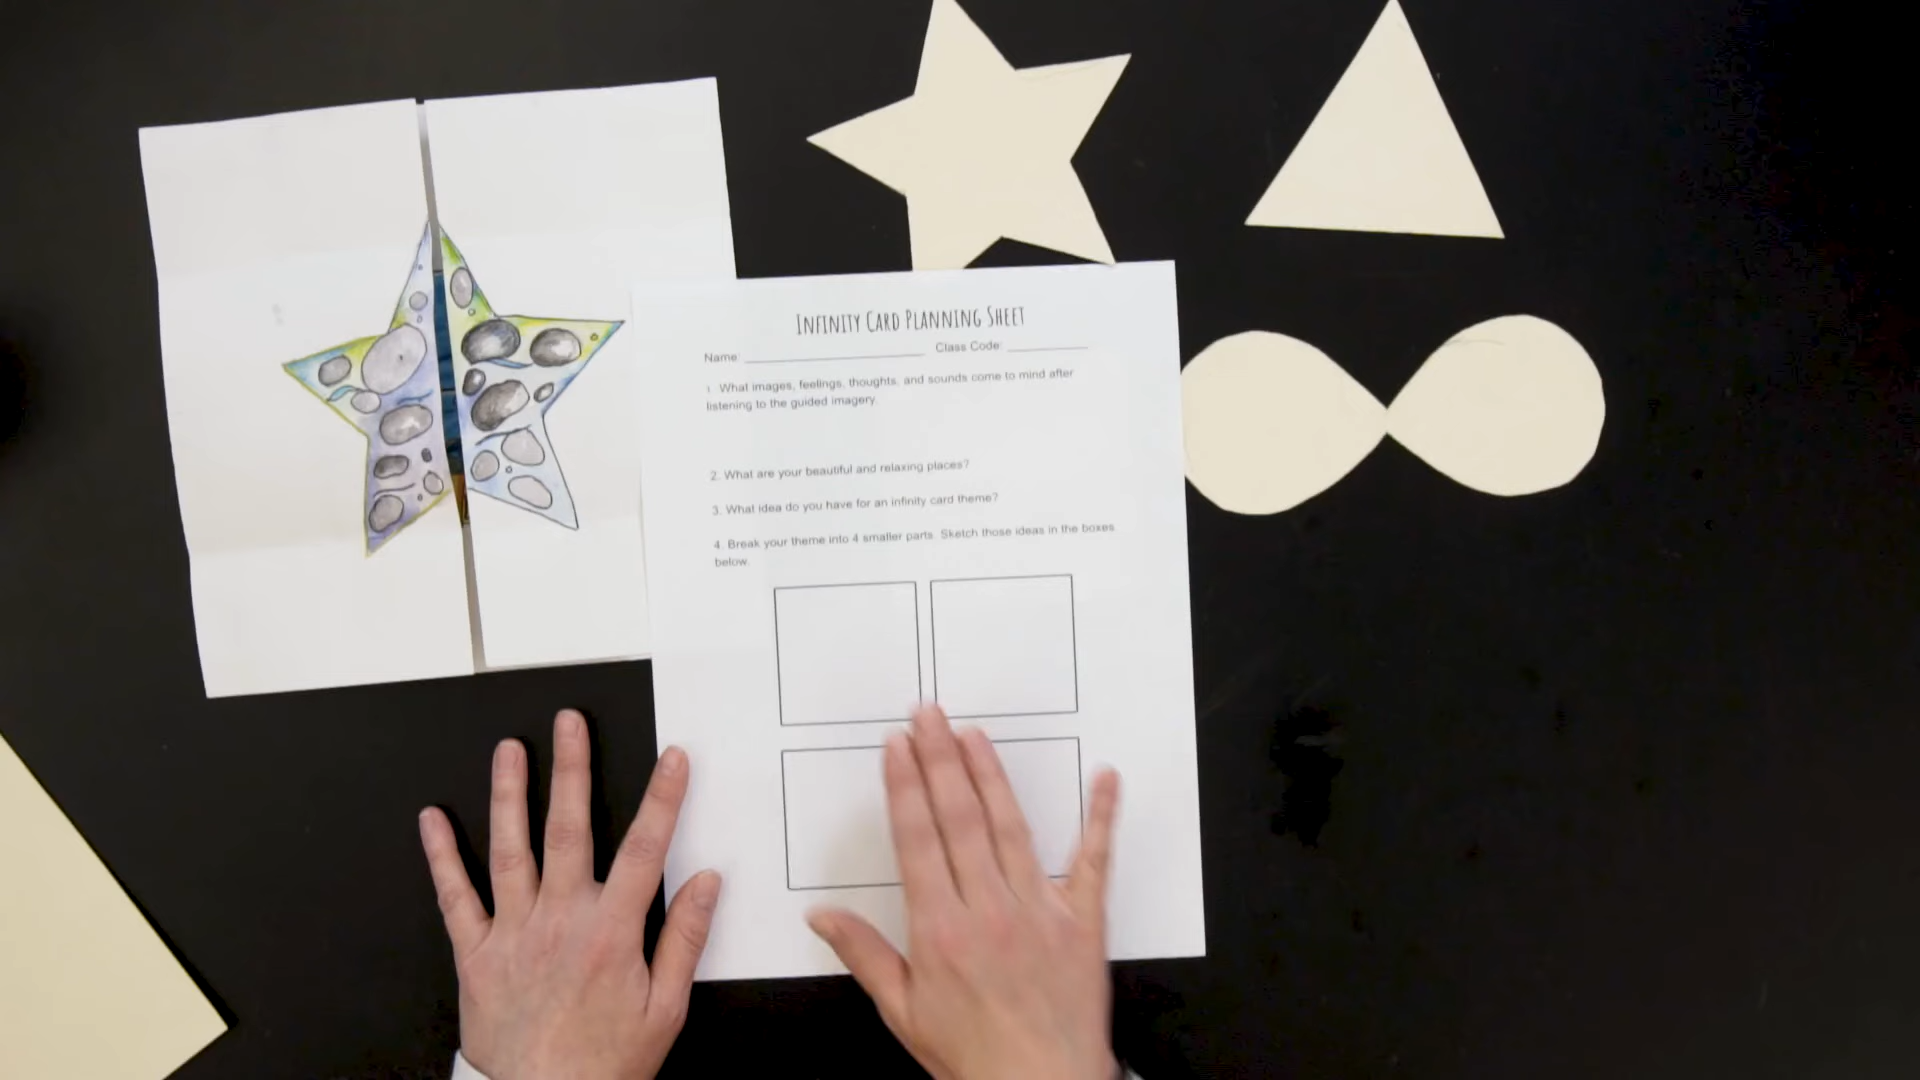 INFINITY CARD PLANNING SHEET
Name: ____________ Class Code: ____________
1. What images, feelings, thoughts, and sounds come to mind after
listening to the guided imagery.
2. What are your beautiful and relaxing places?
3. What idea do you have for an infinity card theme?
4. Break your theme into 4 smaller parts. Sketch those ideas in the boxes
below.